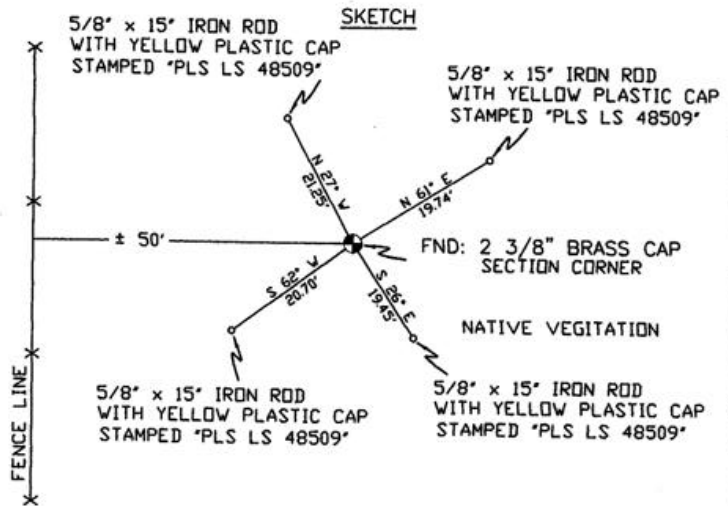 SKETCH
5/8" x 15" IRON ROD
WITH YELLOW PLASTIC CAP
STAMPED "PLS LS 48509"
5/8" x 15" IRON ROD
WITH YELLOW PLASTIC CAP
STAMPED "PLS LS 48509"
N 27° W
21.25'
N 61° E
19.74'
± 50'
FND: 2 3/8" BRASS CAP
SECTION CORNER
S 62° W
20.70'
S 26° E
19.45'
NATIVE VEGITATION
5/8" x 15" IRON ROD
WITH YELLOW PLASTIC CAP
STAMPED "PLS LS 48509"
5/8" x 15" IRON ROD
WITH YELLOW PLASTIC CAP
STAMPED "PLS LS 48509"
FENCE LINE